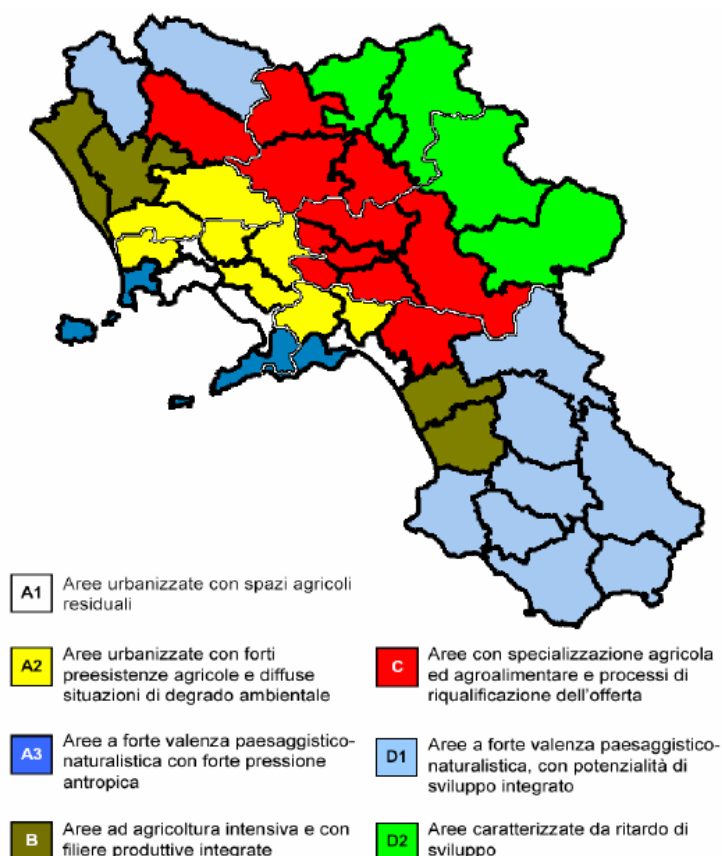 A1
Aree urbanizzate con spazi agricoli
residuali
A2
Aree urbanizzate con forti
preesistenze agricole e diffuse
situazioni di degrado ambientale
A3
Aree a forte valenza paesaggistico-
naturalistica con forte pressione
antropica
B
Aree ad agricoltura intensiva e con
filiere produttive integrate
C
Aree con specializzazione agricola
ed agroalimentare e processi di
riqualificazione dell'offerta
D1
Aree a forte valenza paesaggistico-
naturalistica, con potenzialità di
sviluppo integrato
D2
Aree caratterizzate da ritardo di
sviluppo